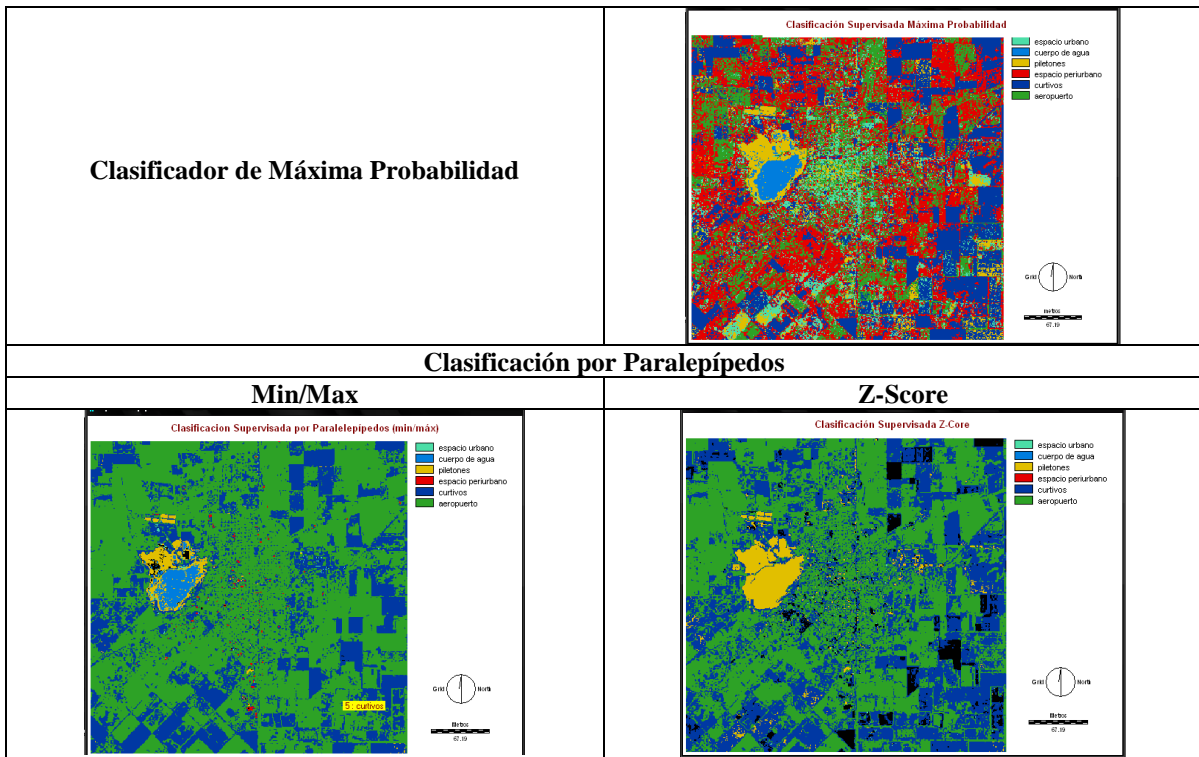 Clasificador de Máxima Probabilidad
Clasificación Supervisada Máxima Probabilidad
espacio urbano
cuerpo de agua
piletones
espacio periurbano
curtivos
aeropuerto
Grid
North
metros
67.19
Clasificación por Paralepípedos
Min/Max
Z-Score
Clasificacion Supervisada por Paralelepípedos (min/máx)
espacio urbano
cuerpo de agua
piletones
espacio periurbano
curtivos
aeropuerto
5 : curtivos
Grid
North
Metros
67.19
Clasificación Supervisada Z-Core
espacio urbano
cuerpo de agua
piletones
espacio periurbano
curtivos
aeropuerto
Grid
North
Metros
67.19